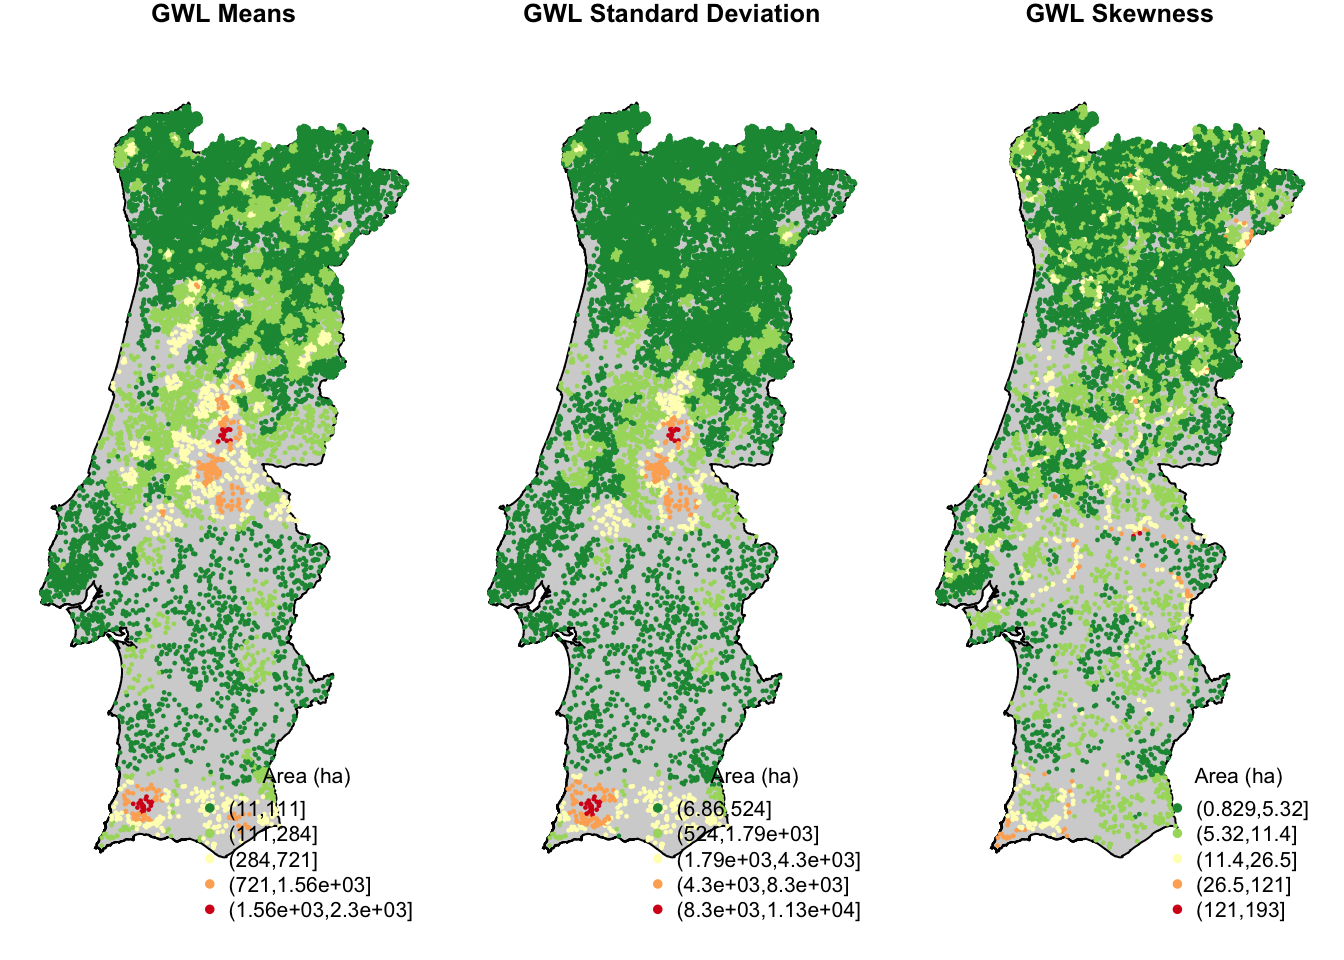 GWL Means
GWL Standard Deviation
GWL Skewness
Area (ha)
(11,111]
(111,284]
(284,721]
(721,1.56e+03]
(1.56e+03,2.3e+03]
Area (ha)
(6.86,524]
(524,1.79e+03]
(1.79e+03,4.3e+03]
(4.3e+03,8.3e+03]
(8.3e+03,1.13e+04]
Area (ha)
(0.829,5.32]
(5.32,11.4]
(11.4,26.5]
(26.5,121]
(121,193]